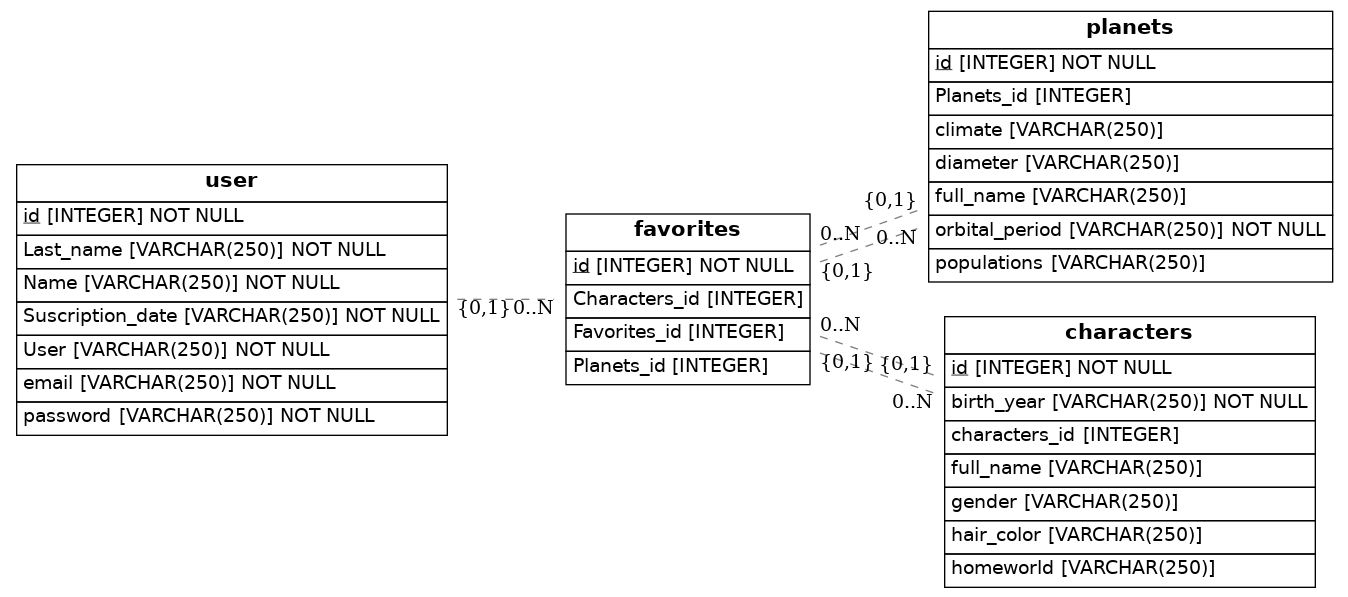 user
id [INTEGER] NOT NULL
Last_name [VARCHAR(250)] NOT NULL
Name [VARCHAR(250)] NOT NULL
Suscription_date [VARCHAR(250)] NOT NULL
User [VARCHAR(250)] NOT NULL
email [VARCHAR(250)] NOT NULL
password [VARCHAR(250)] NOT NULL
{0,1}
0..N
favorites
id [INTEGER] NOT NULL
Characters_id [INTEGER]
Favorites_id [INTEGER]
Planets_id [INTEGER]
{0,1}
0..N
0..N
{0,1}
0..N
{0,1}
{0,1}
0..N
planets
id [INTEGER] NOT NULL
Planets_id [INTEGER]
climate [VARCHAR(250)]
diameter [VARCHAR(250)]
full_name [VARCHAR(250)]
orbital_period [VARCHAR(250)] NOT NULL
populations [VARCHAR(250)]
characters
id [INTEGER] NOT NULL
birth_year [VARCHAR(250)] NOT NULL
characters_id [INTEGER]
full_name [VARCHAR(250)]
gender [VARCHAR(250)]
hair_color [VARCHAR(250)]
homeworld [VARCHAR(250)]